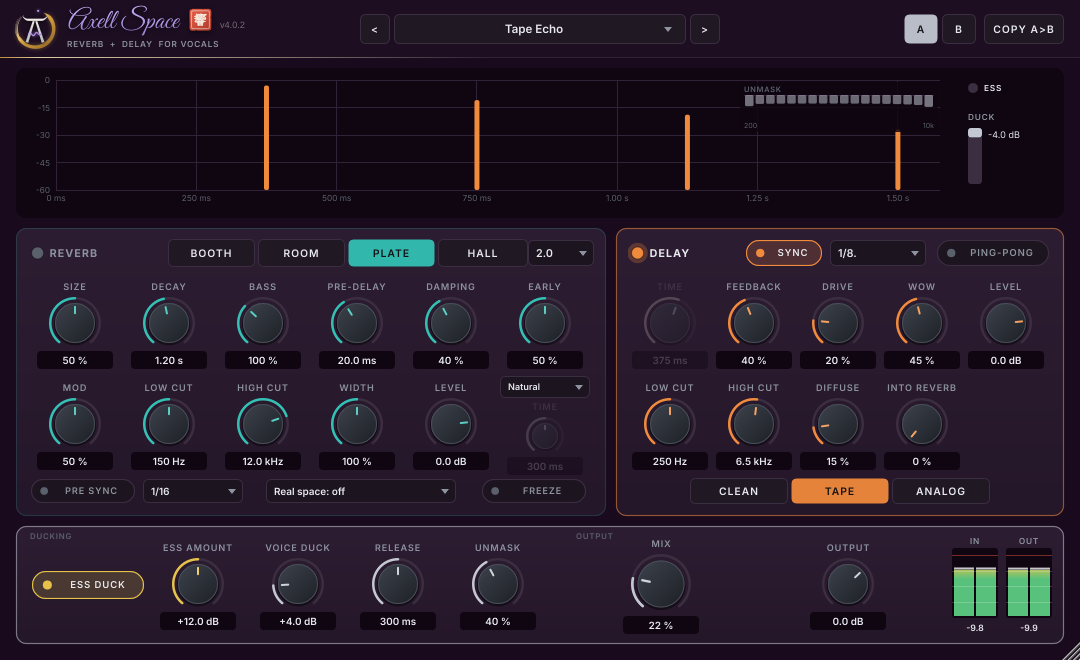 Axell Space v4.0.2
REVERB + DELAY FOR VOCALS
< Tape Echo >
A B COPY A>B
0
-15
-30
-45
-60
0 ms 250 ms 500 ms 750 ms 1.00 s 1.25 s 1.50 s
UNMASK
200 10k
ESS
DUCK
-4.0 dB
REVERB BOOTH ROOM PLATE HALL 2.0
SIZE DECAY BASS PRE-DELAY DAMPING EARLY
50 % 1.20 s 100 % 20.0 ms 40 % 50 %
MOD LOW CUT HIGH CUT WIDTH LEVEL Natural
TIME
50 % 150 Hz 12.0 kHz 100 % 0.0 dB 300 ms
PRE SYNC 1/16 Real space: off FREEZE
DELAY SYNC 1/8. PING-PONG
TIME FEEDBACK DRIVE WOW LEVEL
375 ms 40 % 20 % 45 % 0.0 dB
LOW CUT HIGH CUT DIFFUSE INTO REVERB
250 Hz 6.5 kHz 15 % 0 %
CLEAN TAPE ANALOG
DUCKING
ESS DUCK
ESS AMOUNT VOICE DUCK RELEASE UNMASK
+12.0 dB +4.0 dB 300 ms 40 %
OUTPUT
MIX OUTPUT
22 % 0.0 dB
IN OUT
-9.8 -9.9